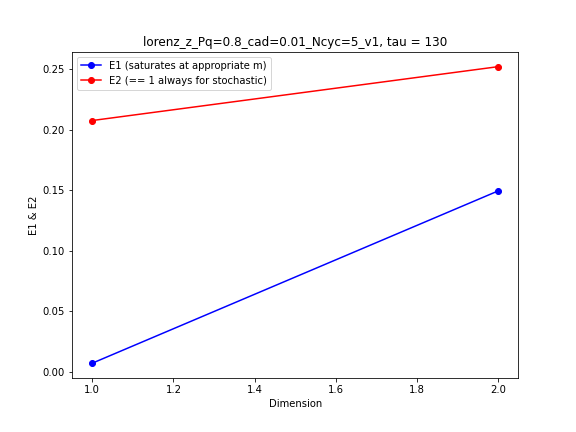 lorenz_z_Pq=0.8_cad=0.01_Ncyc=5_v1, tau = 130
E1 (saturates at appropriate m)
E2 (== 1 always for stochastic)
0.25
0.20
0.15
0.10
0.05
0.00
E1 & E2
1.0 1.2 1.4 1.6 1.8 2.0
Dimension